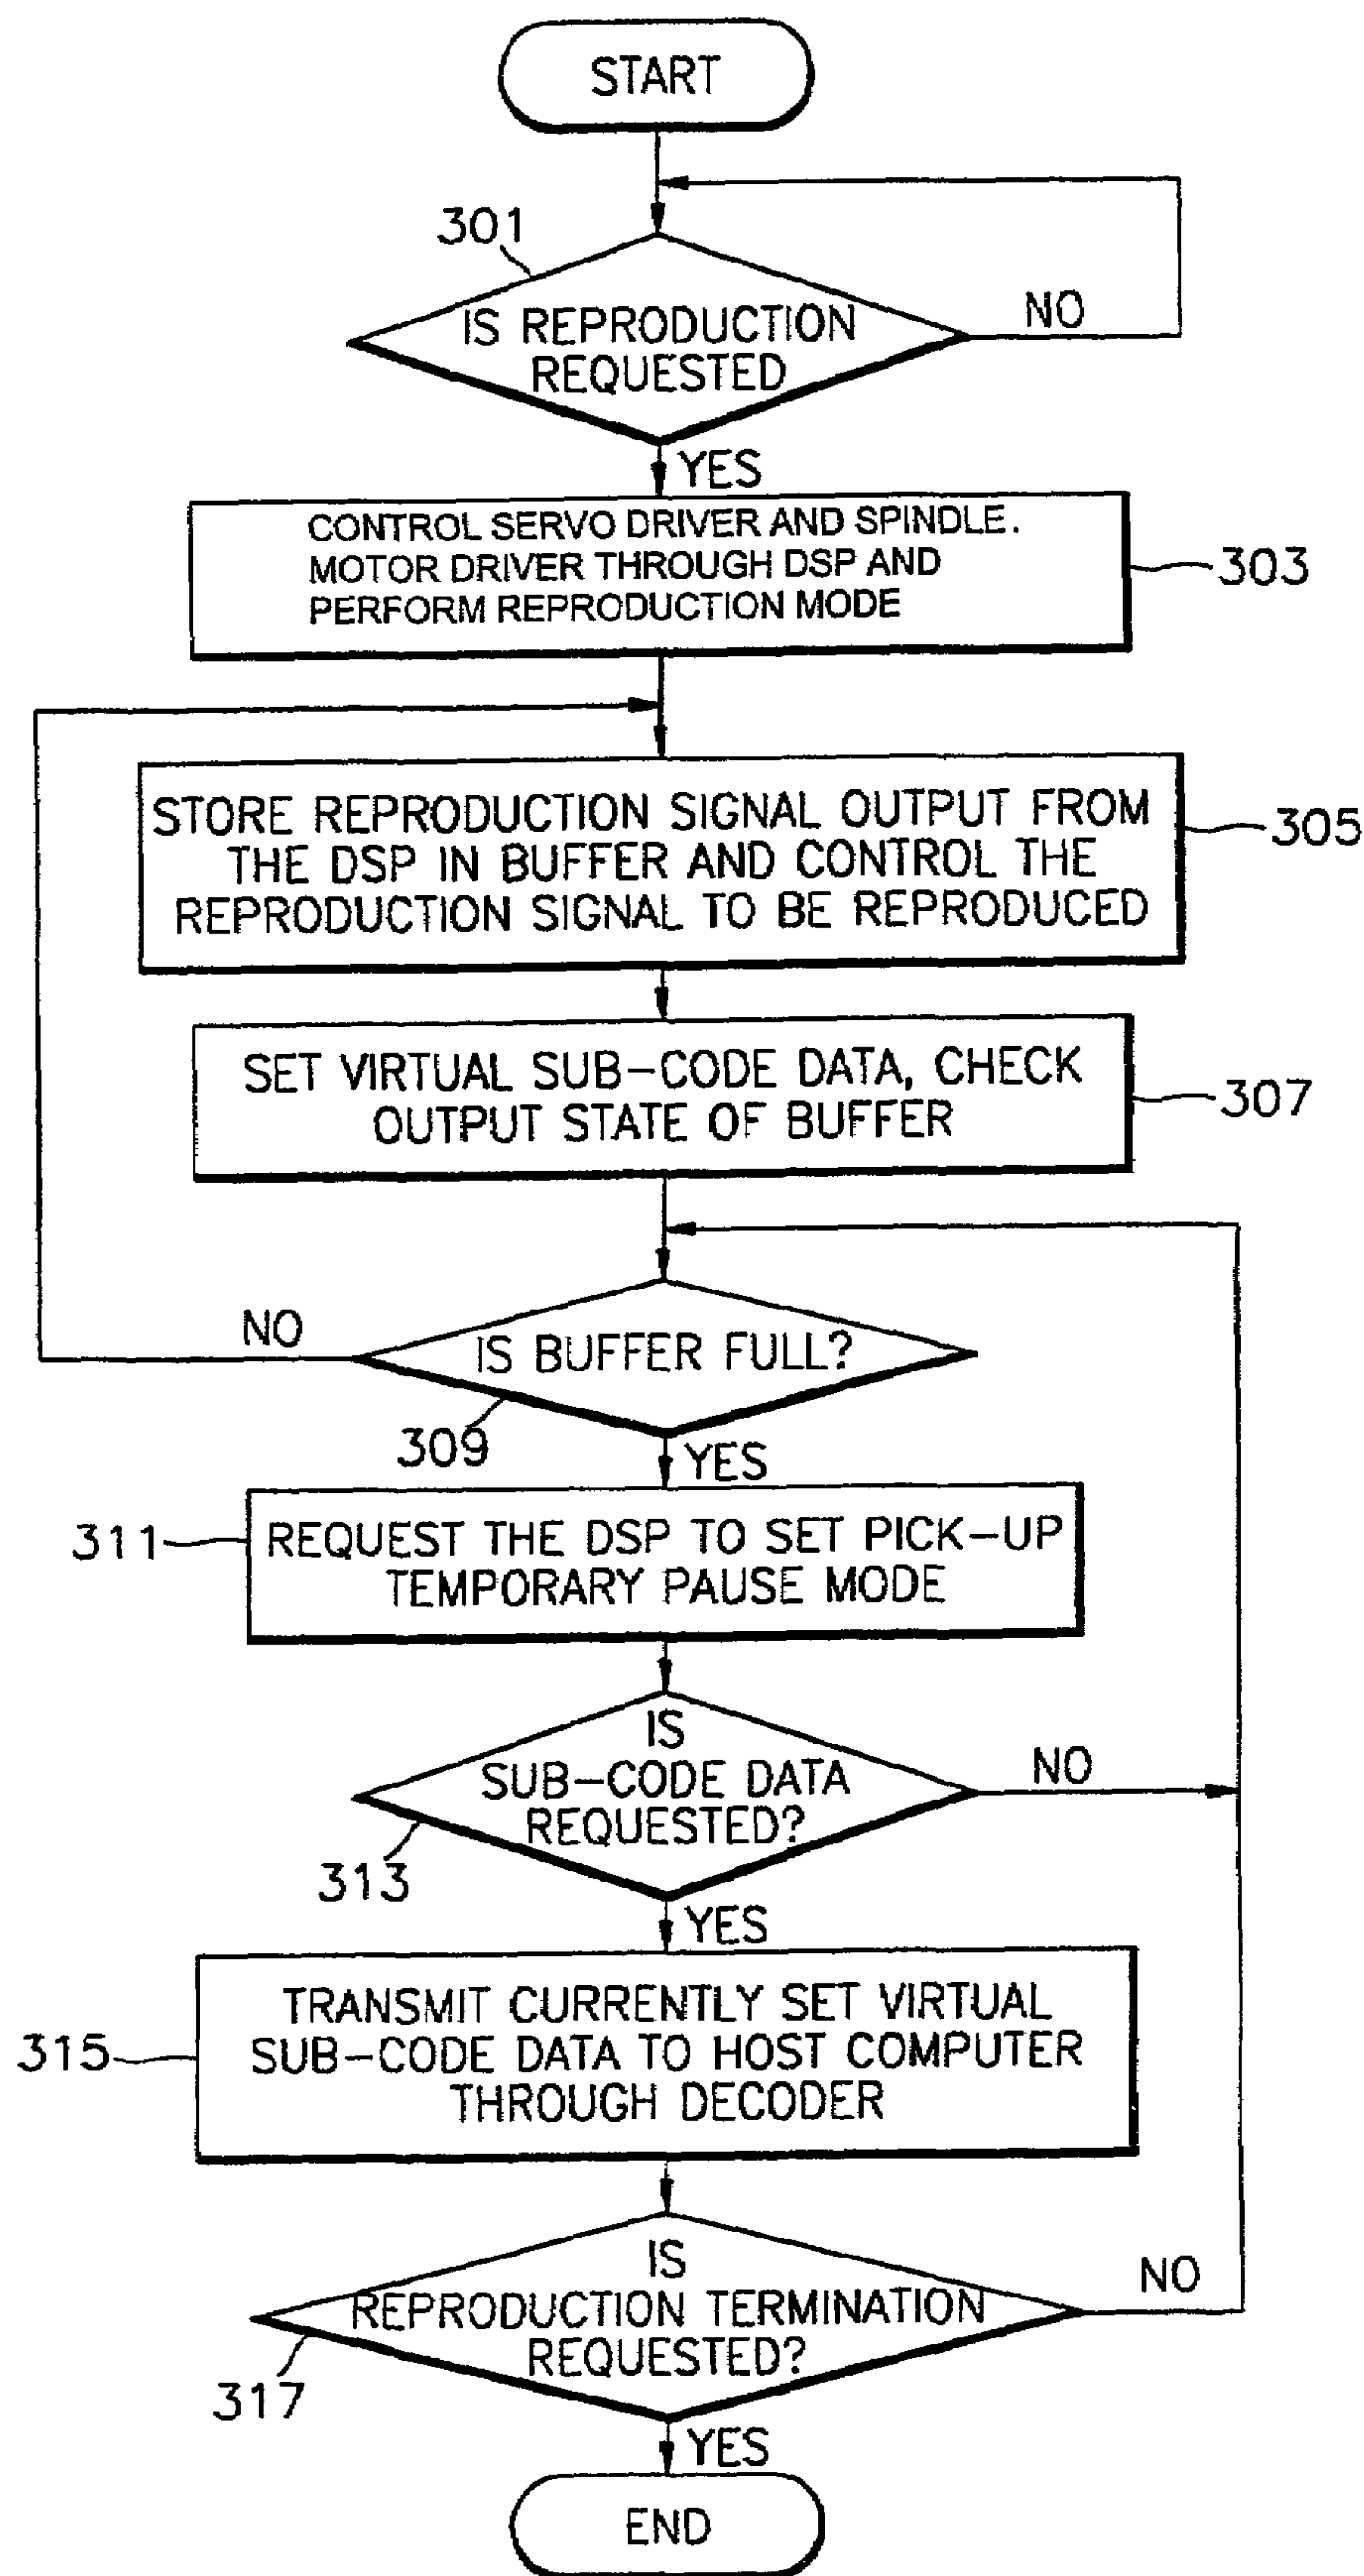 START
301
IS REPRODUCTION
REQUESTED
NO
YES
CONTROL SERVO DRIVER AND SPINDLE.
MOTOR DRIVER THROUGH DSP AND
PERFORM REPRODUCTION MODE
303
STORE REPRODUCTION SIGNAL OUTPUT FROM
THE DSP IN BUFFER AND CONTROL THE
REPRODUCTION SIGNAL TO BE REPRODUCED
305
SET VIRTUAL SUB-CODE DATA, CHECK
OUTPUT STATE OF BUFFER
307
NO
IS BUFFER FULL?
309
YES
311
REQUEST THE DSP TO SET PICK-UP
TEMPORARY PAUSE MODE
IS
SUB-CODE DATA
REQUESTED?
NO
313
YES
TRANSMIT CURRENTLY SET VIRTUAL
SUB-CODE DATA TO HOST COMPUTER
THROUGH DECODER
315
IS
REPRODUCTION TERMINATION
REQUESTED?
NO
317
YES
END